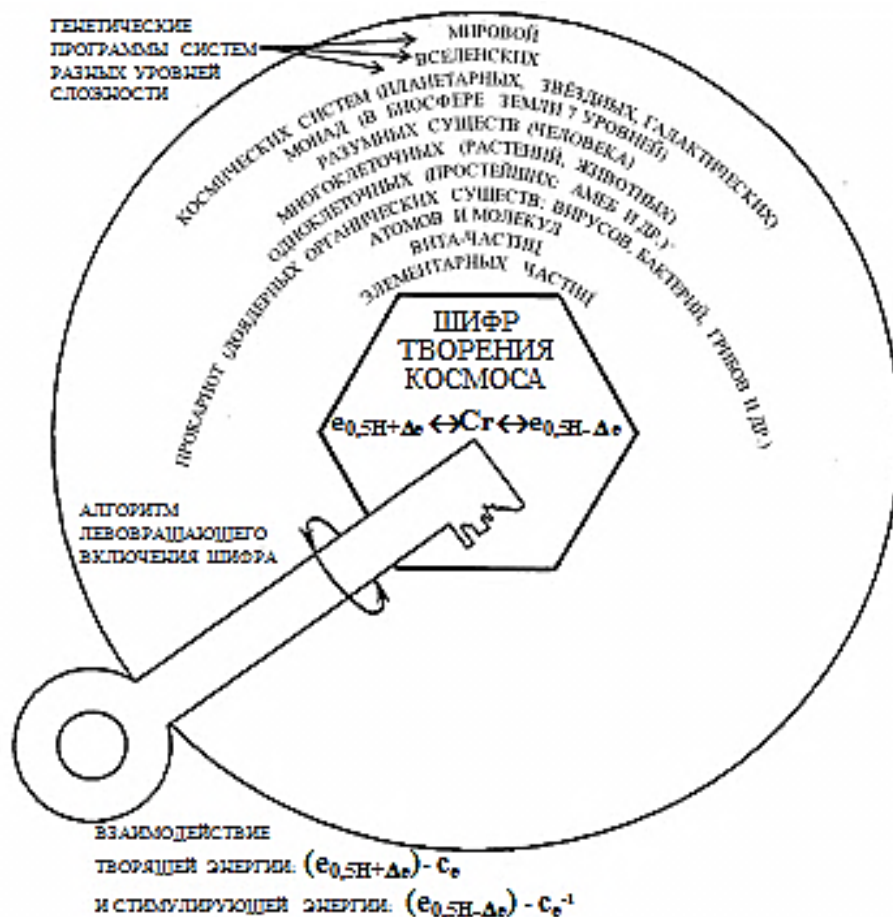 ГЕНЕТИЧЕСКИЕ
ПРОГРАММЫ СИСТЕМ
РАЗНЫХ УРОВНЕЙ
СЛОЖНОСТИ
МИРОВОЙ
ВСЕЛЕНСКИХ
КОСМИЧЕСКИХ СИСТЕМ (ПЛАНЕТАРНЫХ, ЗВЁЗДНЫХ, ГАЛАКТИЧЕСКИХ)
МОНАД (В БИОСФЕРЕ ЗЕМЛИ 7 УРОВНЕЙ)
РАЗУМНЫХ СУЩЕСТВ (ЧЕЛОВЕКА)
МНОГОКЛЕТОЧНЫХ (РАСТЕНИЙ, ЖИВОТНЫХ)
ОДНОКЛЕТОЧНЫХ (ПРОСТЕЙШИХ: АМЕБ И ДР.)
ПРОКАРИОТ (ДОЯДЕРНЫХ ОРГАНИЧЕСКИХ СУЩЕСТВ: ВИРУСОВ, БАКТЕРИЙ, ГРИБОВ И ДР.)
АТОМОВ И МОЛЕКУЛ
ВИТА-ЧАСТИЦ
ЭЛЕМЕНТАРНЫХ ЧАСТИЦ
ШИФР
ТВОРЕНИЯ
КОСМОСА
e0,5H+Δe ↔Cr↔e0,5H-Δe
АЛГОРИТМ
ЛЕВОВРАЩАЮЩЕГО
ВКЛЮЧЕНИЯ ШИФРА
ВЗАИМОДЕЙСТВИЕ
ТВОРЯЩЕЙ ЭНЕРГИИ: (e0,5H+Δe) - ce
И СТИМУЛИРУЮЩЕЙ ЭНЕРГИИ: (e0,5H-Δe) - ce-1